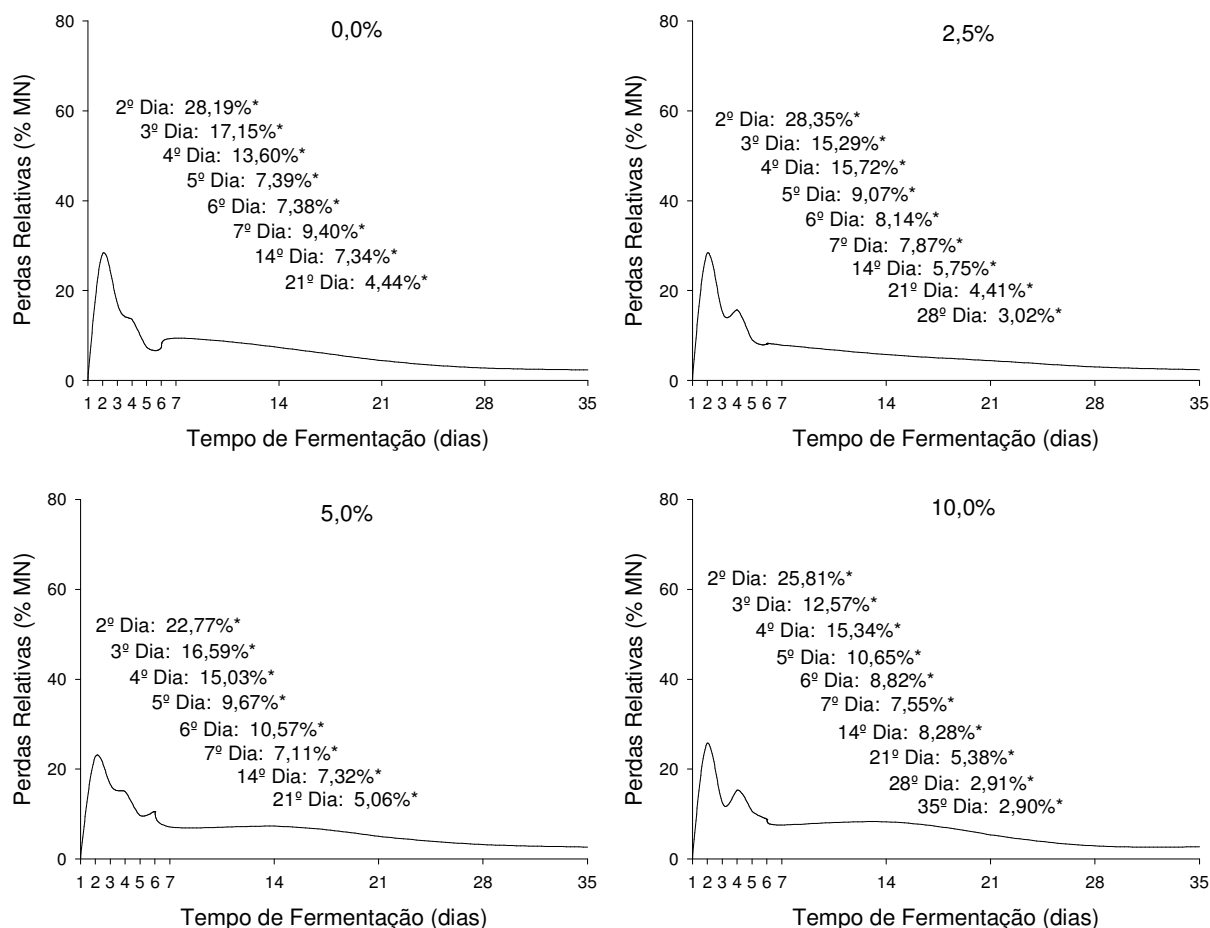 0,0%
80
60
40
20
0
Perdas Relativas (% MN)
2º Dia: 28,19%*
3º Dia: 17,15%*
4º Dia: 13,60%*
5º Dia: 7,39%*
6º Dia: 7,38%*
7º Dia: 9,40%*
14º Dia: 7,34%*
21º Dia: 4,44%*
1 2 3 4 5 6 7 14 21 28 35
Tempo de Fermentação (dias)
2,5%
80
60
40
20
0
Perdas Relativas (% MN)
2º Dia: 28,35%*
3º Dia: 15,29%*
4º Dia: 15,72%*
5º Dia: 9,07%*
6º Dia: 8,14%*
7º Dia: 7,87%*
14º Dia: 5,75%*
21º Dia: 4,41%*
28º Dia: 3,02%*
1 2 3 4 5 6 7 14 21 28 35
Tempo de Fermentação (dias)
5,0%
80
60
40
20
0
Perdas Relativas (% MN)
2º Dia: 22,77%*
3º Dia: 16,59%*
4º Dia: 15,03%*
5º Dia: 9,67%*
6º Dia: 10,57%*
7º Dia: 7,11%*
14º Dia: 7,32%*
21º Dia: 5,06%*
1 2 3 4 5 6 7 14 21 28 35
Tempo de Fermentação (dias)
10,0%
80
60
40
20
0
Perdas Relativas (% MN)
2º Dia: 25,81%*
3º Dia: 12,57%*
4º Dia: 15,34%*
5º Dia: 10,65%*
6º Dia: 8,82%*
7º Dia: 7,55%*
14º Dia: 8,28%*
21º Dia: 5,38%*
28º Dia: 2,91%*
35º Dia: 2,90%*
1 2 3 4 5 6 7 14 21 28 35
Tempo de Fermentação (dias)